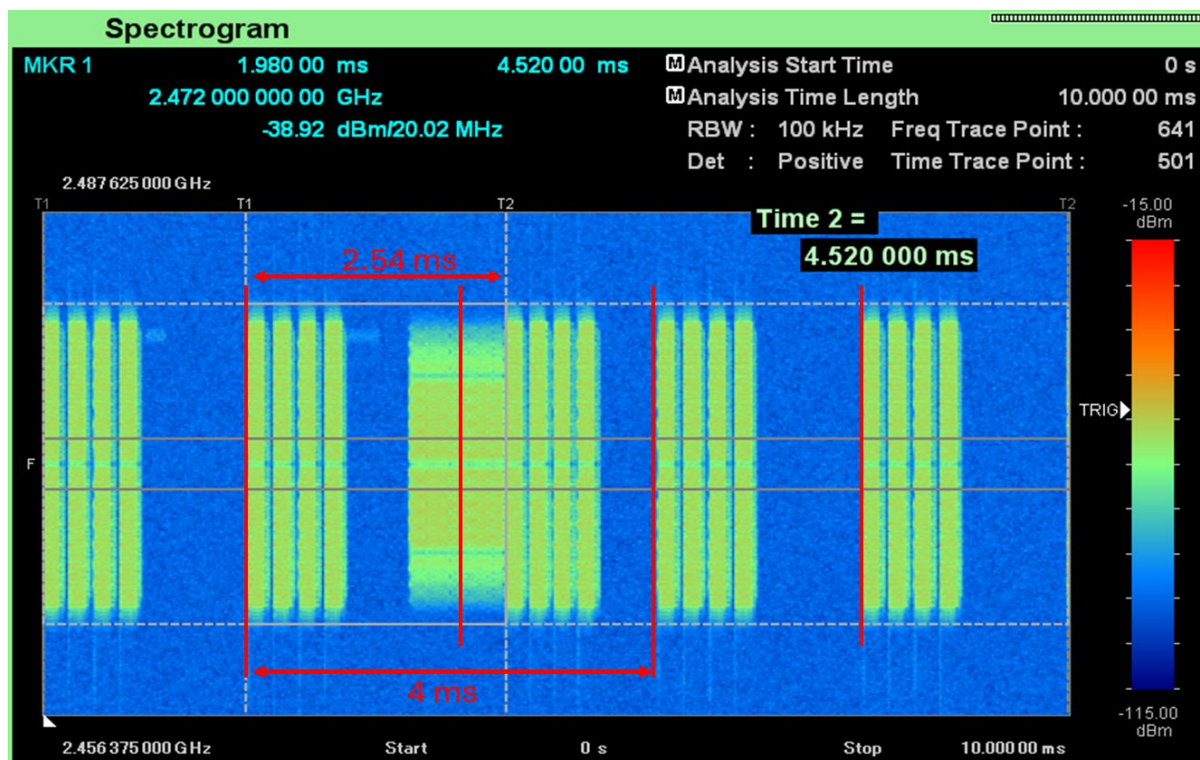 Spectrogram
MKR 1 1.980 00 ms 4.520 00 ms
2.472 000 000 00 GHz
-38.92 dBm/20.02 MHz
M Analysis Start Time 0 s
M Analysis Time Length 10.000 00 ms
RBW : 100 kHz Freq Trace Point : 641
Det : Positive Time Trace Point : 501
2.487 625 000 GHz
T1 T1 T2 T2
-15.00
dBm
Time 2 =
4.520 000 ms
2.54 ms
TRIG
F
4 ms
-115.00
dBm
2.456 375 000 GHz Start 0 s Stop 10.000 00 ms